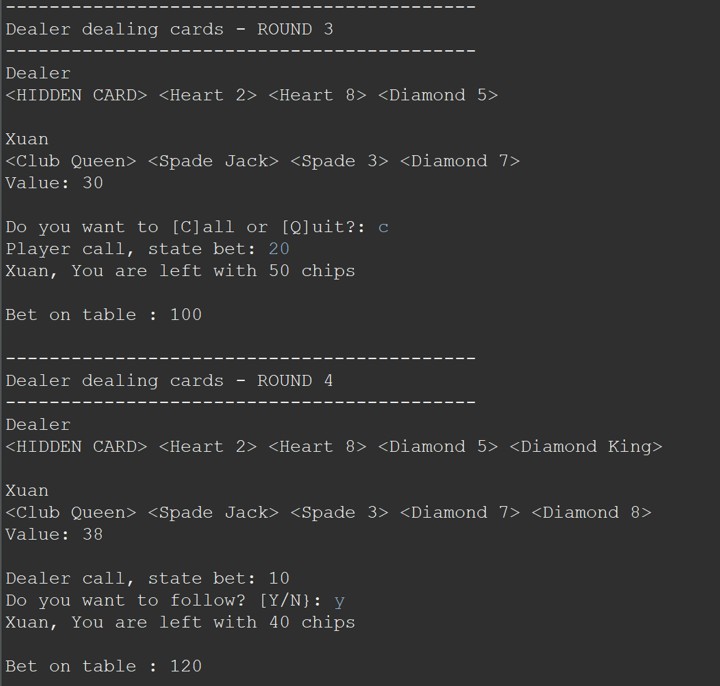 -------------------------------------------
Dealer dealing cards - ROUND 3
-------------------------------------------
Dealer
<HIDDEN CARD> <Heart 2> <Heart 8> <Diamond 5>
Xuan
<Club Queen> <Spade Jack> <Spade 3> <Diamond 7>
Value: 30
Do you want to [C]all or [Q]uit?: c
Player call, state bet: 20
Xuan, You are left with 50 chips
Bet on table : 100
-------------------------------------------
Dealer dealing cards - ROUND 4
-------------------------------------------
Dealer
<HIDDEN CARD> <Heart 2> <Heart 8> <Diamond 5> <Diamond King>
Xuan
<Club Queen> <Spade Jack> <Spade 3> <Diamond 7> <Diamond 8>
Value: 38
Dealer call, state bet: 10
Do you want to follow? [Y/N}: y
Xuan, You are left with 40 chips
Bet on table : 120